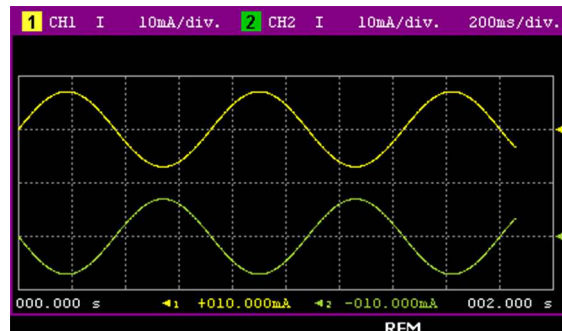 1 CH1 I 10mA/div. 2 CH2 I 10mA/div. 200ms/div.
000.000 s ◄1 +010.000mA ◄2 -010.000mA 002.000 s
REM